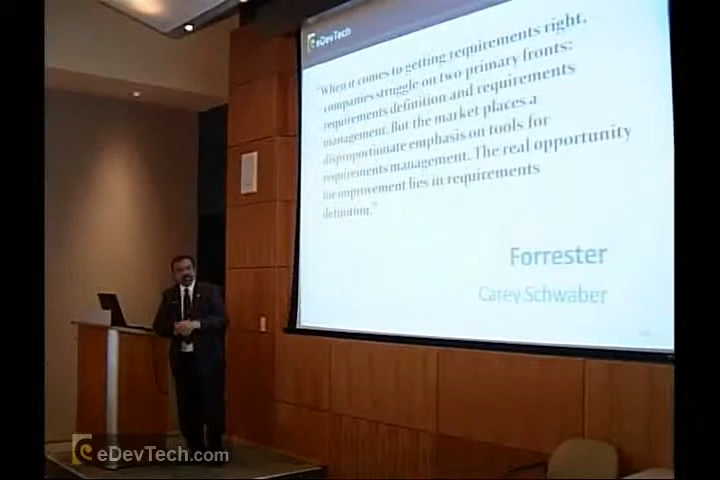 eDevTech
"When it comes to getting requirements right,
companies struggle on two primary fronts:
requirements definition and requirements
management. But the market places a
disproportionate emphasis on tools for
requirements management. The real opportunity
for improvement lies in requirements
definition."
Forrester
Carey Schwaber
eDevTech.com